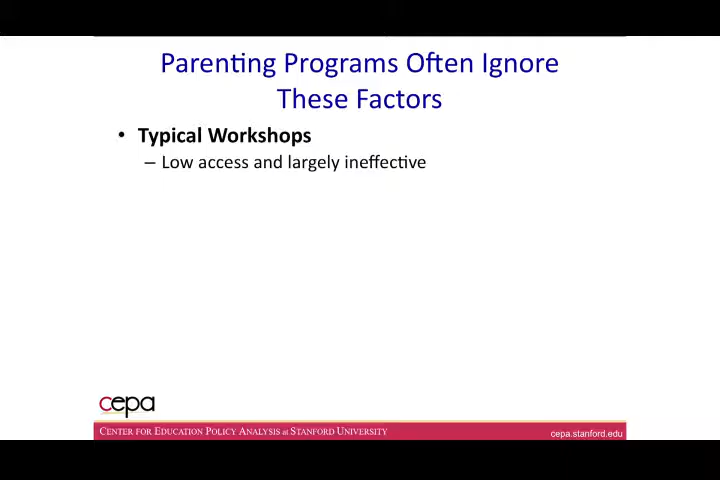 Parenting Programs Often Ignore
These Factors
• Typical Workshops
– Low access and largely ineffective
cepa
CENTER FOR EDUCATION POLICY ANALYSIS at STANFORD UNIVERSITY
cepa.stanford.edu